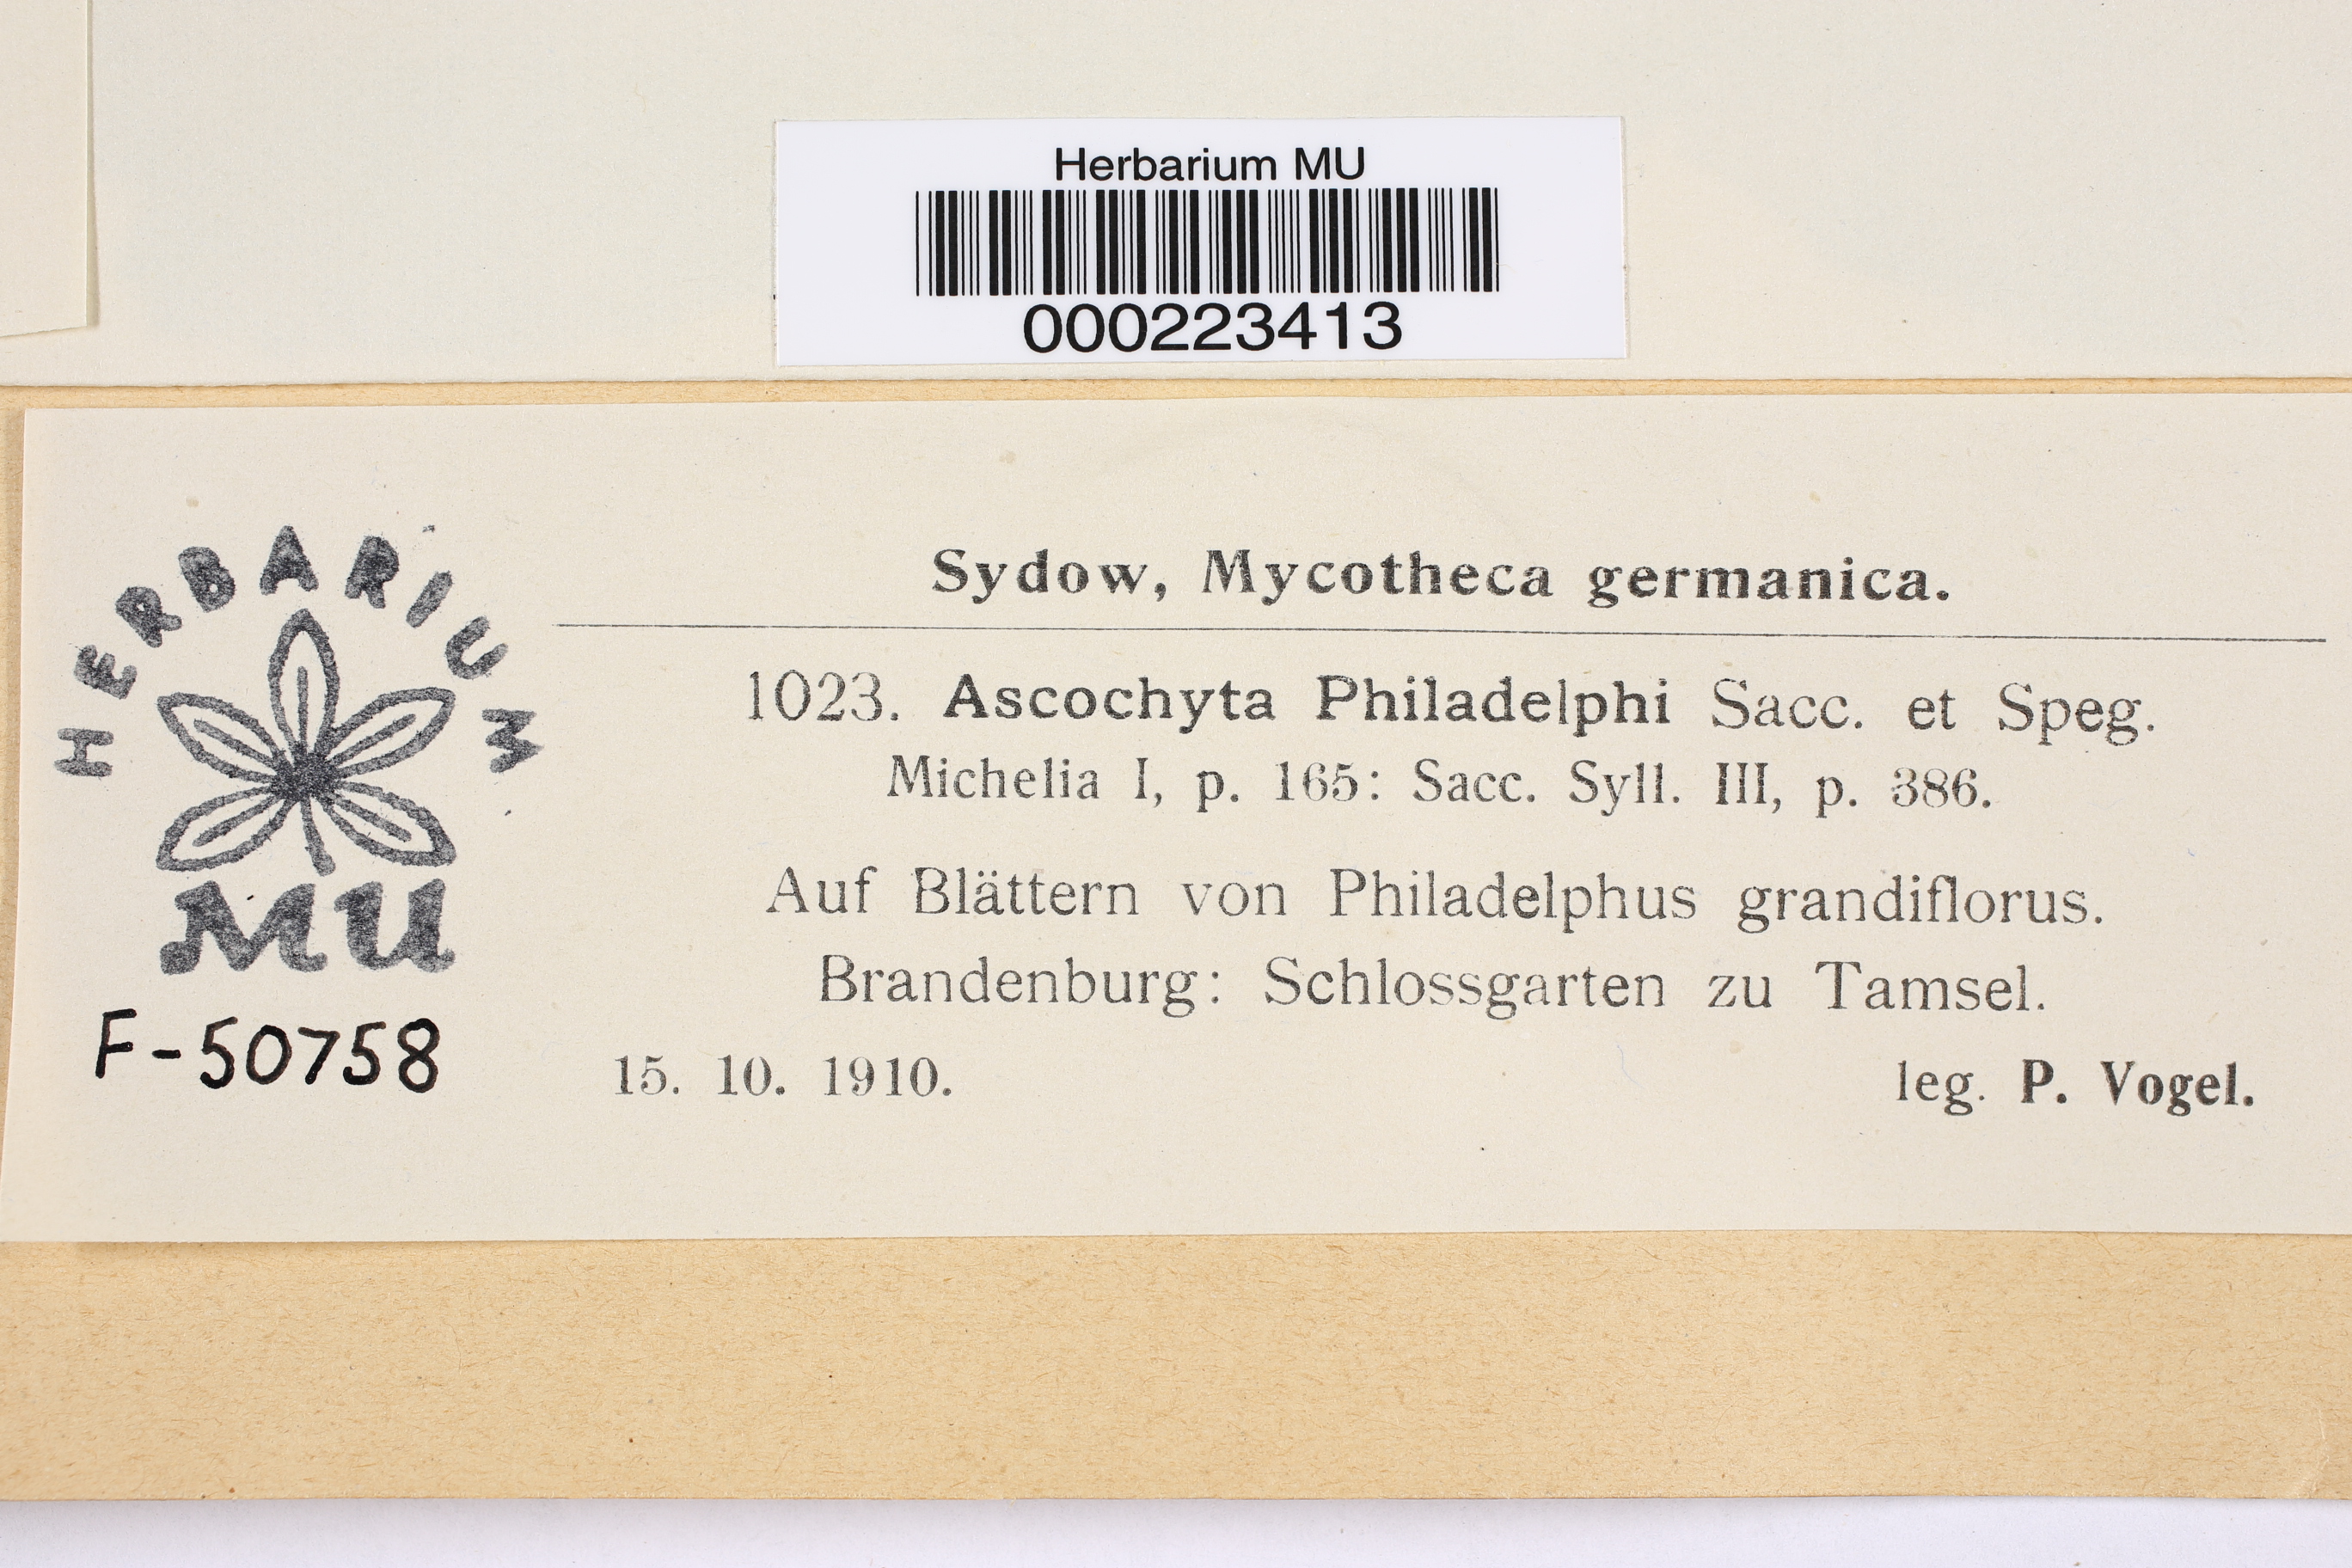 Herbarium MU
000223413
HERBARIUM
MU
F-50758
Sydow, Mycotheca germanica.
1023. Ascochyta Philadelphi Sacc. et Speg.
Michelia I, p. 165: Sacc. Syll. III, p. 386.
Auf Blättern von Philadelphus grandiflorus.
Brandenburg: Schlossgarten zu Tamsel.
15. 10. 1910. leg. P. Vogel.